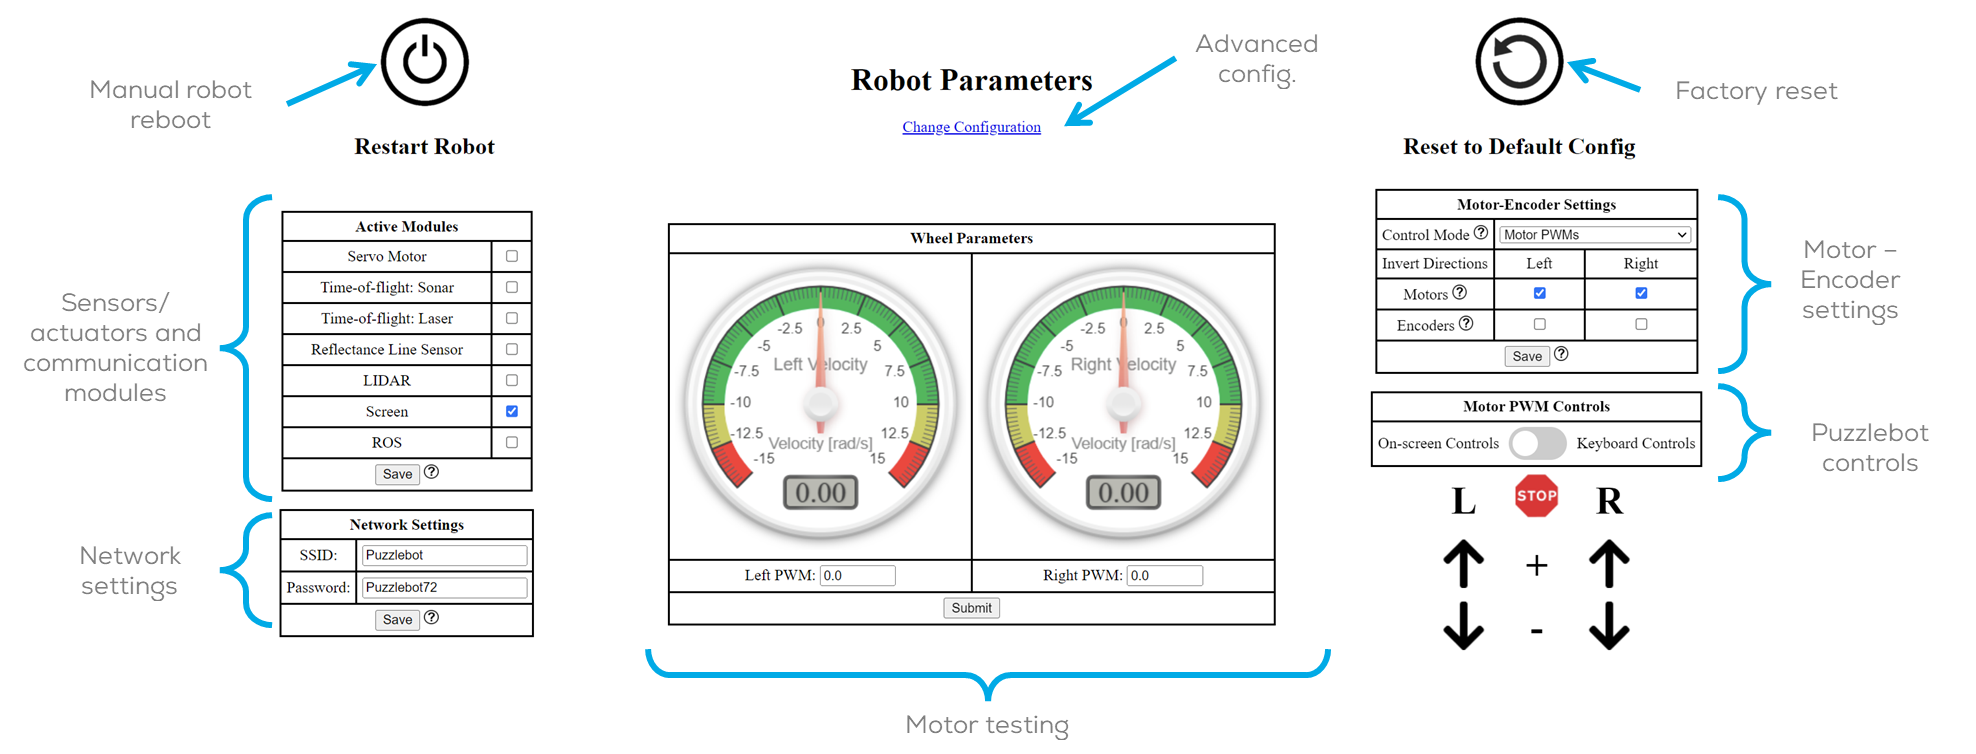 Manual robot
reboot
Restart Robot
Robot Parameters
Change Configuration
Advanced
config.
Factory reset
Reset to Default Config
Sensors/
actuators and
communication
modules
Active Modules
Servo Motor
Time-of-flight: Sonar
Time-of-flight: Laser
Reflectance Line Sensor
LIDAR
Screen
ROS
Save ?
Network
settings
Network Settings
SSID: Puzzlebot
Password: Puzzlebot72
Save ?
Wheel Parameters
-15 -12.5 -10 -7.5 -5 -2.5 0 2.5 5 7.5 10 12.5 15
Left Velocity
Velocity [rad/s]
0.00
-15 -12.5 -10 -7.5 -5 -2.5 0 2.5 5 7.5 10 12.5 15
Right Velocity
Velocity [rad/s]
0.00
Left PWM: 0.0
Right PWM: 0.0
Submit
Motor testing
Motor-Encoder Settings
Control Mode ? Motor PWMs
Invert Directions Left Right
Motors ?
Encoders ?
Save ?
Motor –
Encoder
settings
Motor PWM Controls
On-screen Controls Keyboard Controls
Puzzlebot
controls
L STOP R
+
-